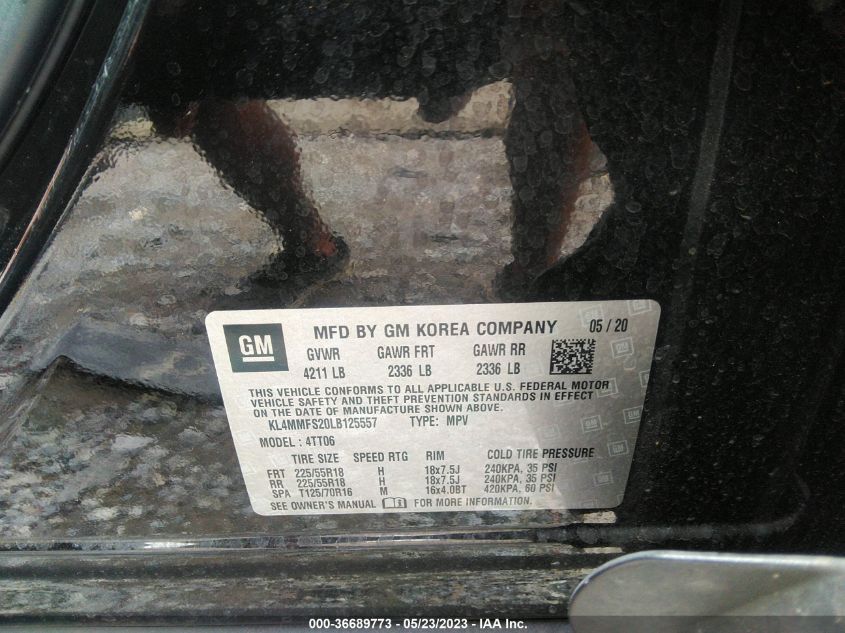 GM
MFD BY GM KOREA COMPANY 05 / 20
GVWR GAWR FRT GAWR RR
4211 LB 2336 LB 2336 LB
THIS VEHICLE CONFORMS TO ALL APPLICABLE U.S. FEDERAL MOTOR
VEHICLE SAFETY AND THEFT PREVENTION STANDARDS IN EFFECT
ON THE DATE OF MANUFACTURE SHOWN ABOVE.
KL4MMFS20LB125557 TYPE: MPV
MODEL : 4TT06
TIRE SIZE SPEED RTG RIM COLD TIRE PRESSURE
FRT 225/55R18 H 18x7.5J 240KPA, 35 PSI
RR 225/55R18 H 18x7.5J 240KPA, 35 PSI
SPA T125/70R16 M 16x4.0BT 420KPA, 60 PSI
SEE OWNER'S MANUAL FOR MORE INFORMATION.
000-36689773 - 05/23/2023 - IAA Inc.